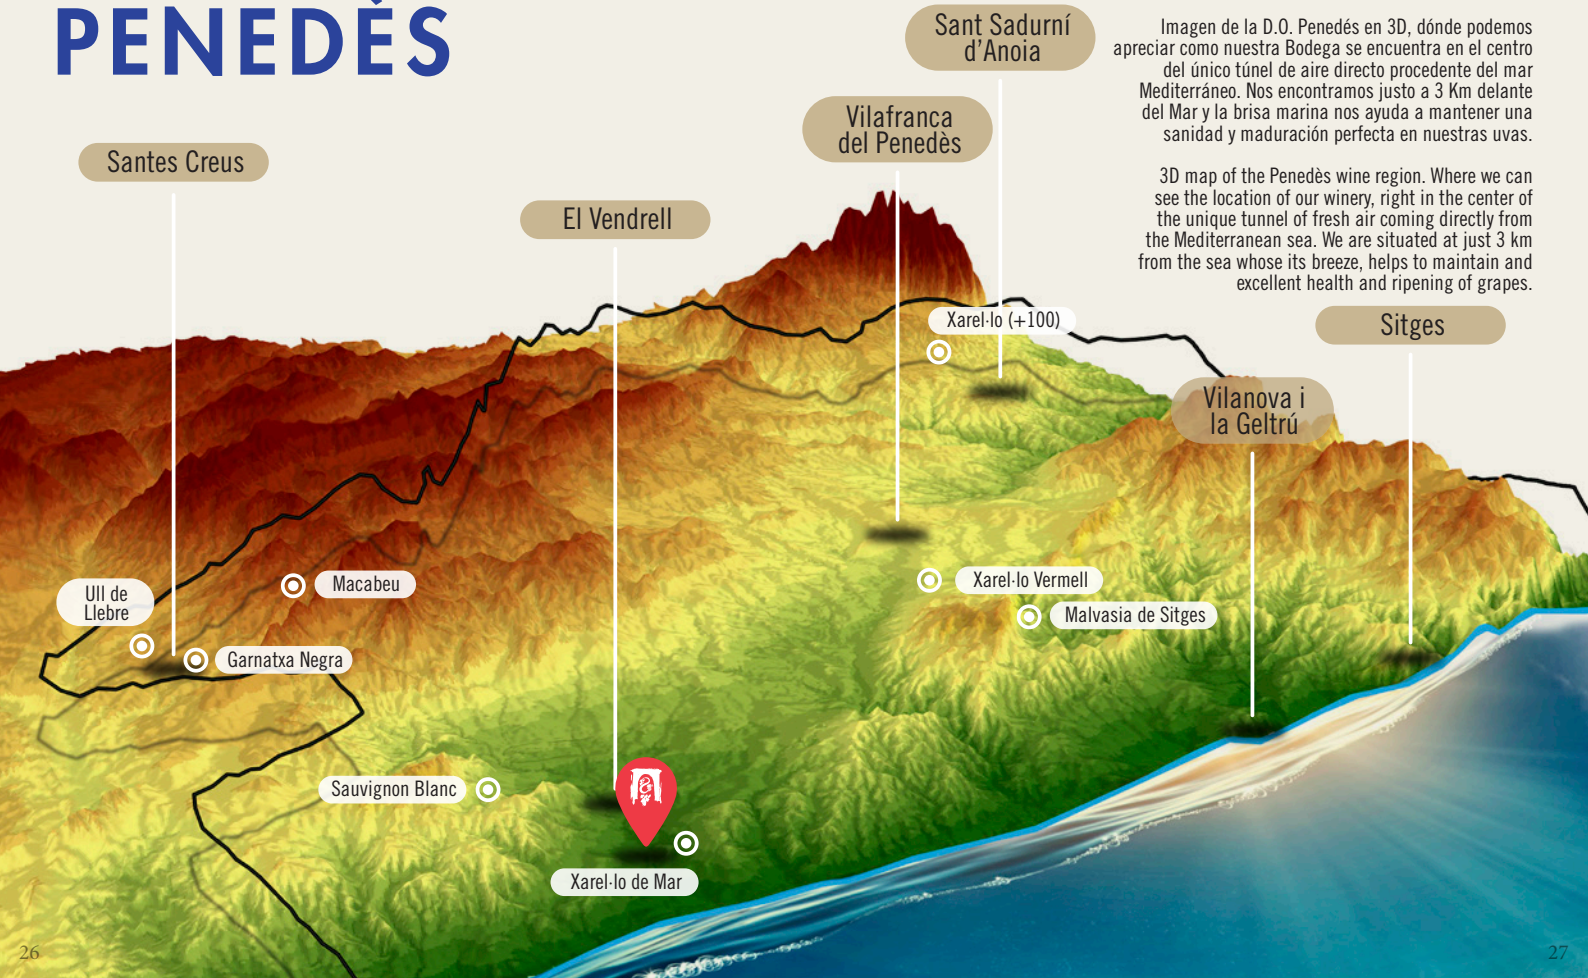 PENEDÈS
Sant Sadurní
d'Anoia
Imagen de la D.O. Penedés en 3D, dónde podemos
apreciar como nuestra Bodega se encuentra en el centro
del único túnel de aire directo procedente del mar
Mediterráneo. Nos encontramos justo a 3 Km delante
del Mar y la brisa marina nos ayuda a mantener una
sanidad y maduración perfecta en nuestras uvas.
3D map of the Penedès wine region. Where we can
see the location of our winery, right in the center of
the unique tunnel of fresh air coming directly from
the Mediterranean sea. We are situated at just 3 km
from the sea whose its breeze, helps to maintain and
excellent health and ripening of grapes.
Vilafranca
del Penedès
Santes Creus
El Vendrell
Xarel·lo (+100)
Sitges
Vilanova i
la Geltrú
Ull de
Llebre
Macabeu
Xarel·lo Vermell
Malvasia de Sitges
Garnatxa Negra
Sauvignon Blanc
&
Xarel·lo de Mar
26
27